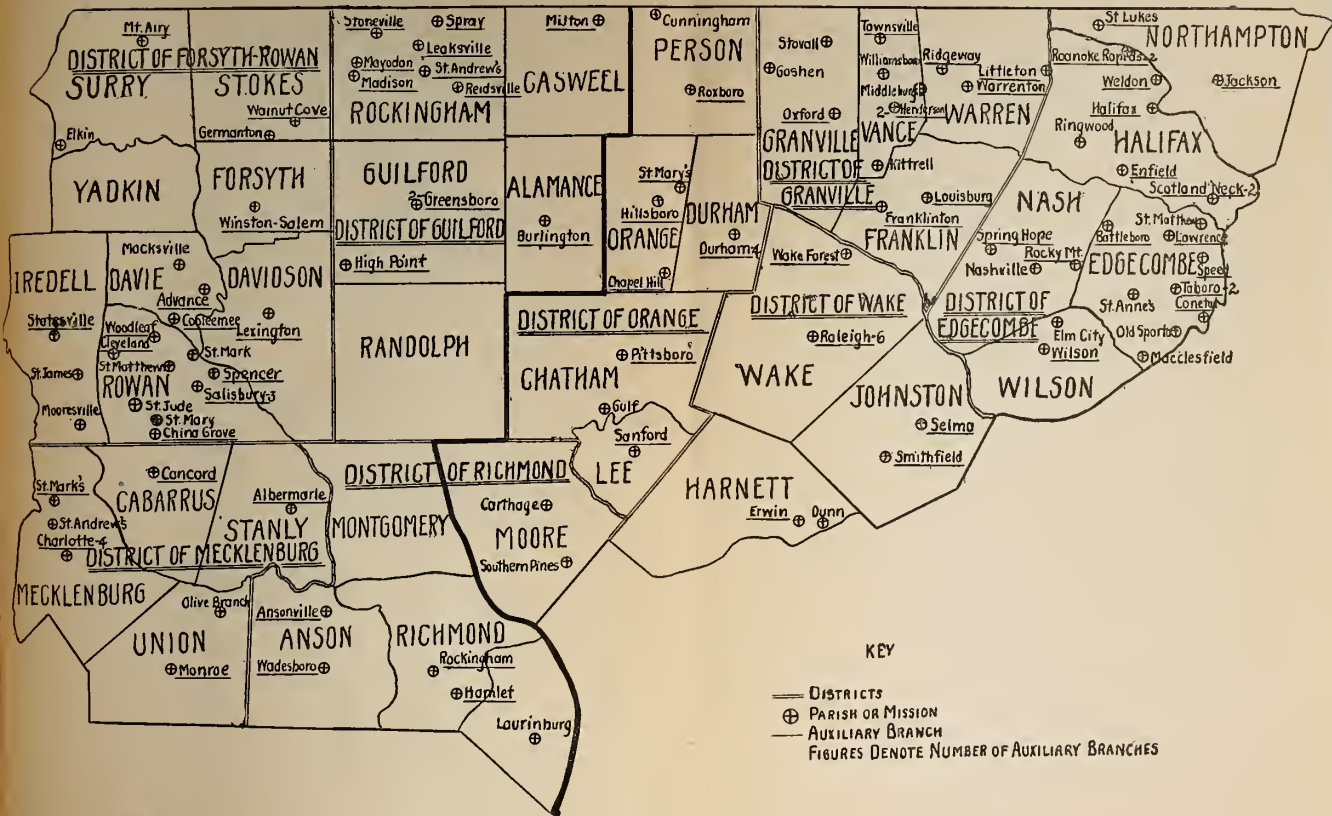 Mt. Airy
DISTRICT OF FORSYTH-ROWAN
SURRY
STOKES
Walnut Cove
Germanton
Elkin
YADKIN
FORSYTH
Winston-Salem
Stoneville
Spray
Leaksville
Mayodan
St. Andrew's
Madison
Reidsville
ROCKINGHAM
Milton
CASWELL
Cunningham
PERSON
Roxboro
Stovall
Goshen
Oxford
GRANVILLE
DISTRICT OF
GRANVILLE
Townsville
Williamsboro
Middleburg
2-Henderson
VANCE
Kittrell
Ridgeway
Littleton
Warrenton
WARREN
St Lukes
NORTHAMPTON
Roanoke Rapids-2
Weldon
Jackson
Halifax
Ringwood
HALIFAX
Enfield
Scotland Neck-2
GUILFORD
2-Greensboro
DISTRICT OF GUILFORD
High Point
ALAMANCE
Burlington
St Mary's
Hillsboro
ORANGE
Chapel Hill
DURHAM
Durham-4
Louisburg
Franklinton
FRANKLIN
NASH
Spring Hope
Rocky Mt.
Nashville
Battleboro
St. Matthew
Lawrence
EDGECOMBE
Speed
Tarboro-2
Conetoe
St. Anne's
Old Sparta
Macclesfield
DISTRICT OF
EDGECOMBE
Elm City
Wilson
WILSON
IREDELL
Statesville
St. James
Mooresville
Mocksville
DAVIE
Advance
Cooleemee
DAVIDSON
Lexington
Woodleaf
Cleveland
St. Mark
St Matthew
Spencer
ROWAN
Salisbury-3
St. Jude
St. Mary
China Grove
RANDOLPH
DISTRICT OF ORANGE
Pittsboro
CHATHAM
Gulf
Wake Forest
DISTRICT OF WAKE
Raleigh-6
WAKE
JOHNSTON
Selma
Smithfield
St. Mark's
Concord
CABARRUS
St. Andrew's
Charlotte-4
DISTRICT OF MECKLENBURG
MECKLENBURG
Albermarle
STANLY
DISTRICT OF RICHMOND
MONTGOMERY
Carthage
MOORE
Southern Pines
Sanford
LEE
HARNETT
Erwin
Dunn
Olive Branch
UNION
Monroe
Ansonville
ANSON
Wadesboro
RICHMOND
Rockingham
Hamlet
Laurinburg
KEY
DISTRICTS
PARISH OR MISSION
AUXILIARY BRANCH
FIGURES DENOTE NUMBER OF AUXILIARY BRANCHES